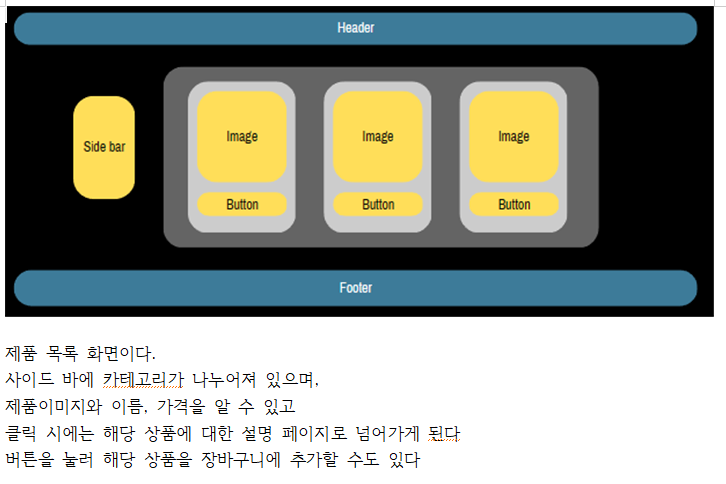 Header
Side bar
Image
Image
Image
Button
Button
Button
Footer
제품 목록 화면이다.
사이드 바에 카테고리가 나누어져 있으며,
제품이미지와 이름, 가격을 알 수 있고
클릭 시에는 해당 상품에 대한 설명 페이지로 넘어가게 된다
버튼을 눌러 해당 상품을 장바구니에 추가할 수도 있다